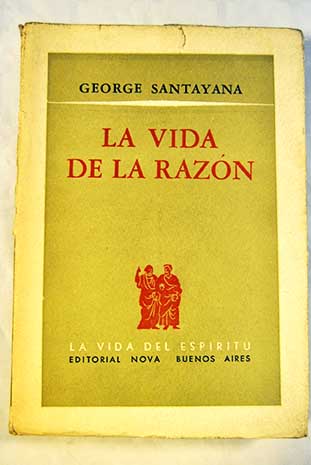 GEORGE SANTAYANA
LA VIDA
DE LA RAZÓN
LA VIDA DEL ESPIRITU
EDITORIAL NOVA BUENOS AIRES